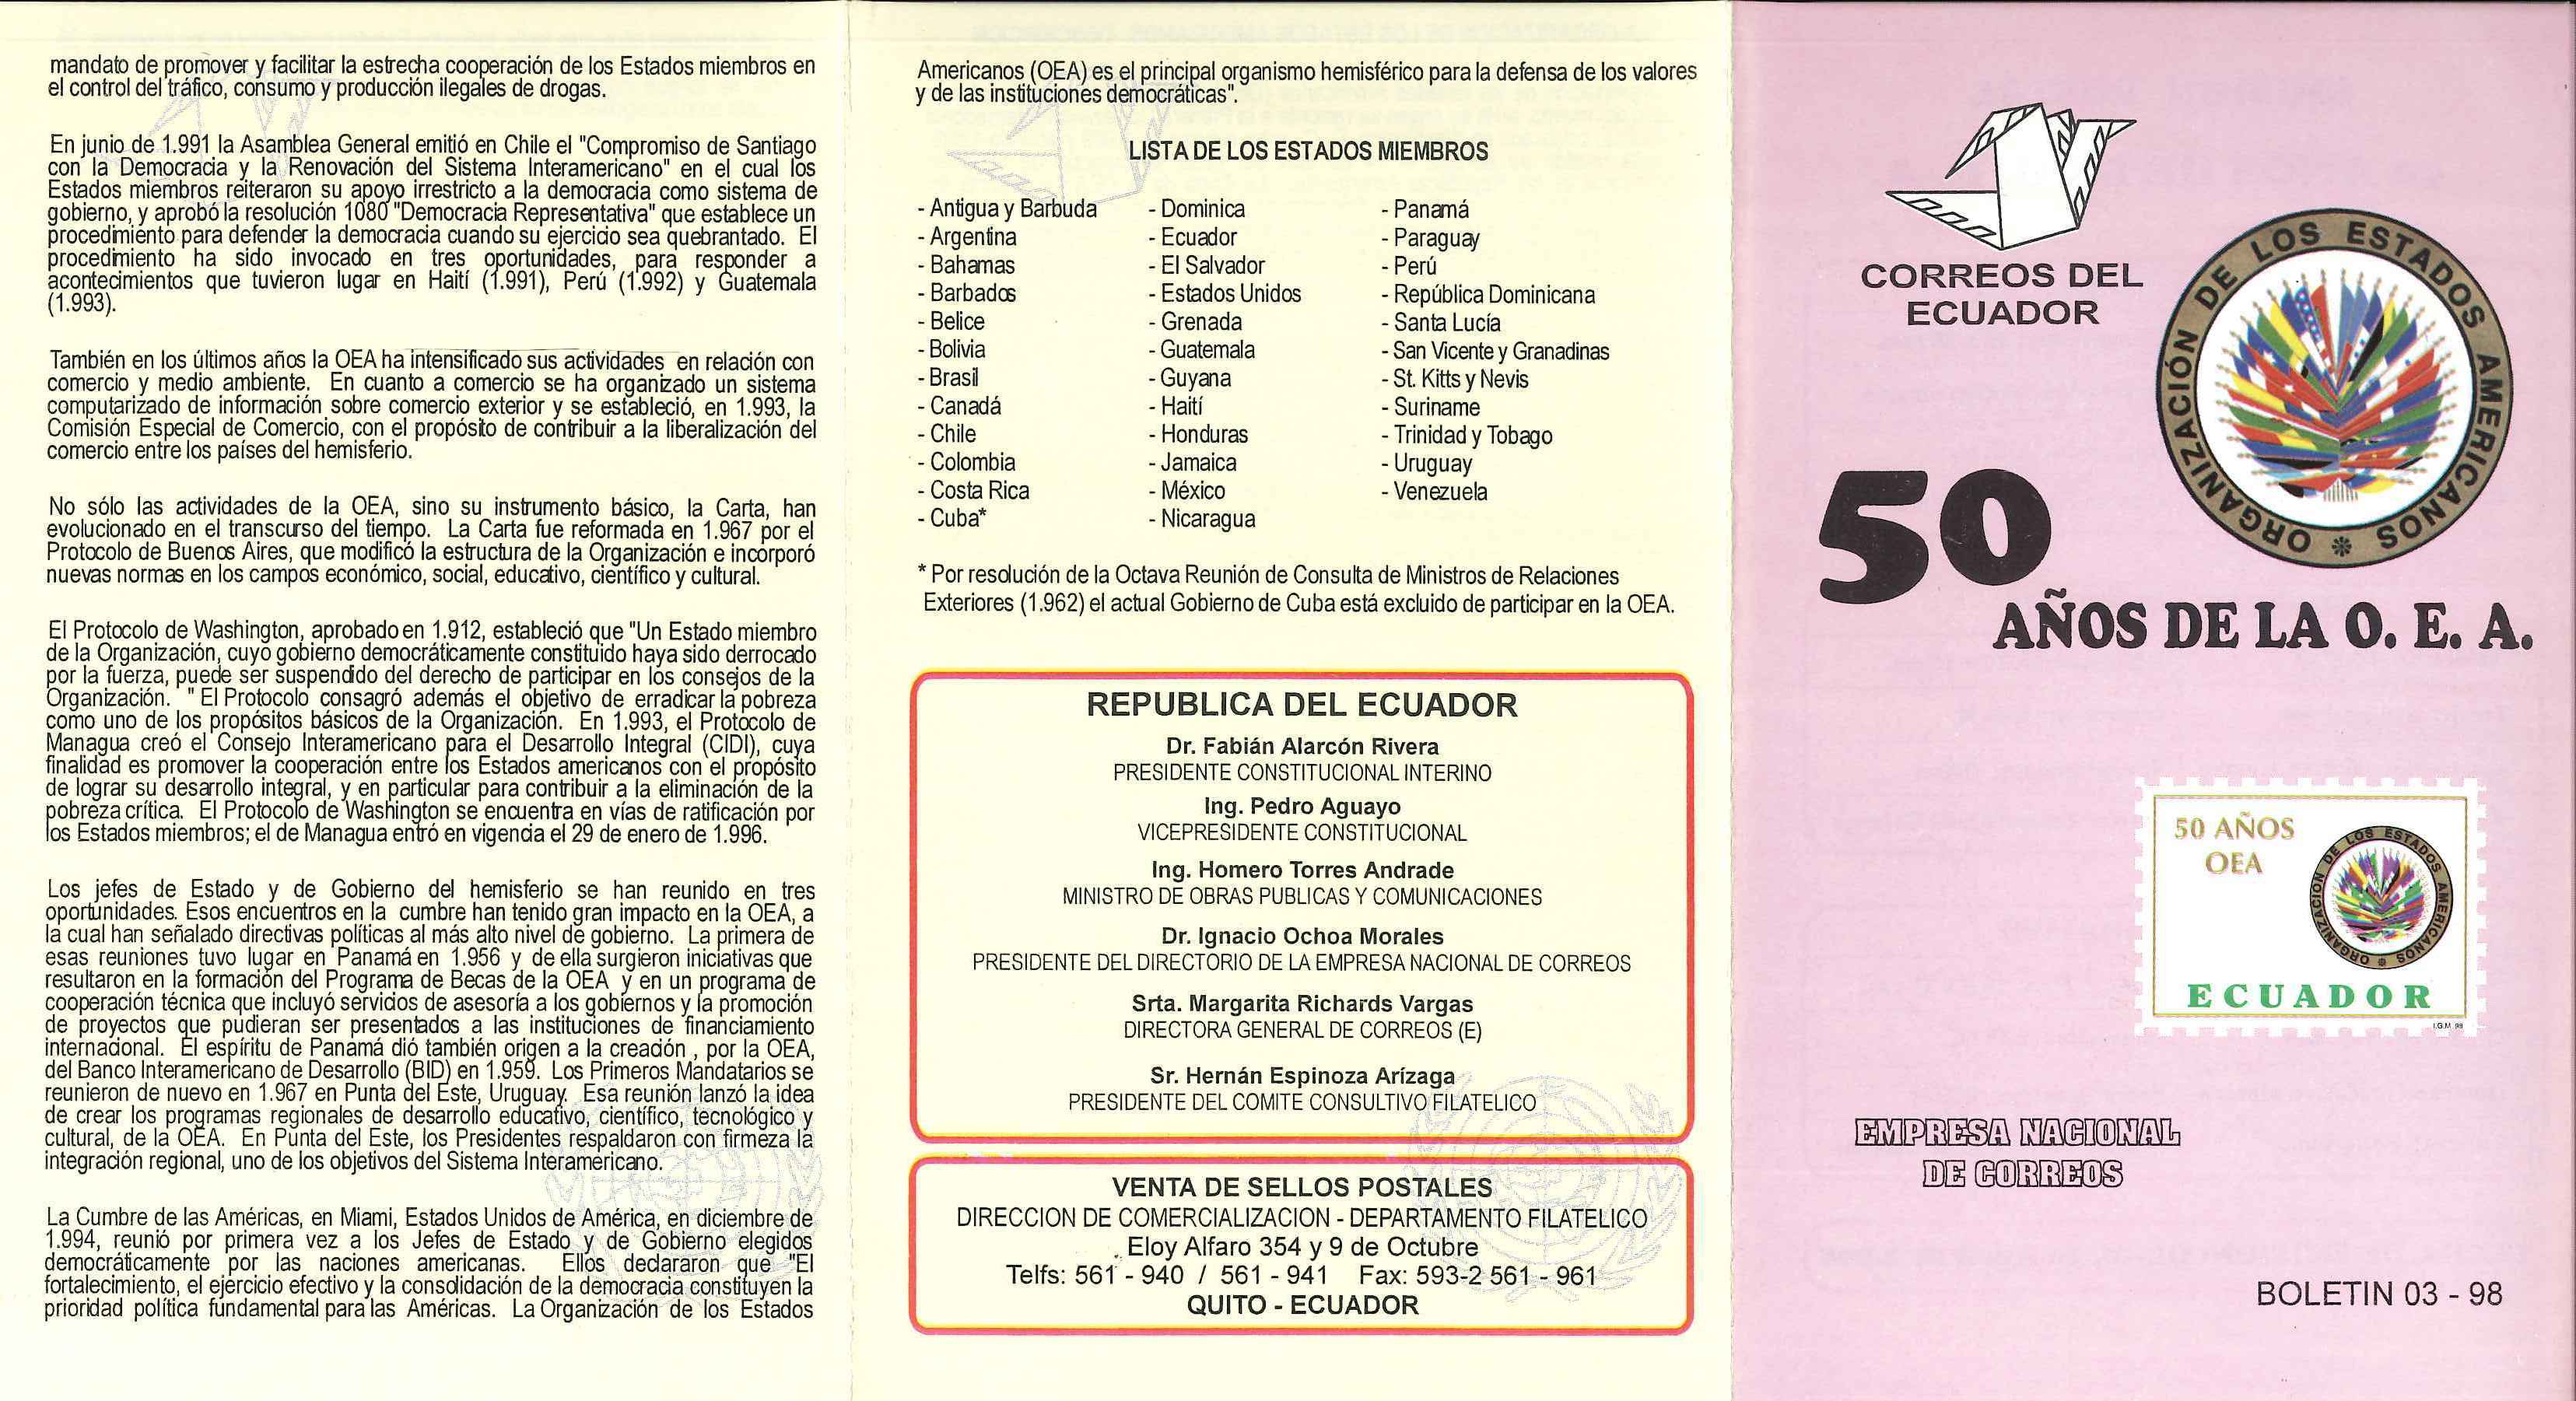 mandato de promover y facilitar la estrecha cooperación de los Estados miembros en
el control del tráfico, consumo y producción ilegales de drogas.
En junio de 1.991 la Asamblea General emitió en Chile el "Compromiso de Santiago
con la Democracia y la Renovación del Sistema Interamericano" en el cual los
Estados miembros reiteraron su apoyo irrestricto a la democracia como sistema de
gobierno, y aprobó la resolución 1080 "Democracia Representativa" que establece un
procedimiento para defender la democracia cuando su ejercicio sea quebrantado. El
procedimiento ha sido invocado en tres oportunidades, para responder a
acontecimientos que tuvieron lugar en Haití (1.991), Perú (1.992) y Guatemala
(1.993).
También en los últimos años la OEA ha intensificado sus actividades en relación con
comercio y medio ambiente. En cuanto a comercio se ha organizado un sistema
computarizado de información sobre comercio exterior y se estableció, en 1.993, la
Comisión Especial de Comercio, con el propósito de contribuir a la liberalización del
comercio entre los países del hemisferio.
No sólo las actividades de la OEA, sino su instrumento básico, la Carta, han
evolucionado en el transcurso del tiempo. La Carta fue reformada en 1.967 por el
Protocolo de Buenos Aires, que modificó la estructura de la Organización e incorporó
nuevas normas en los campos económico, social, educativo, científico y cultural.
El Protocolo de Washington, aprobado en 1.912, estableció que "Un Estado miembro
de la Organización, cuyo gobierno democráticamente constituido haya sido derrocado
por la fuerza, puede ser suspendido del derecho de participar en los consejos de la
Organización. " El Protocolo consagró además el objetivo de erradicar la pobreza
como uno de los propósitos básicos de la Organización. En 1.993, el Protocolo de
Managua creó el Consejo Interamericano para el Desarrollo Integral (CIDI), cuya
finalidad es promover la cooperación entre los Estados americanos con el propósito
de lograr su desarrollo integral, y en particular para contribuir a la eliminación de la
pobreza crítica. El Protocolo de Washington se encuentra en vías de ratificación por
los Estados miembros; el de Managua entró en vigencia el 29 de enero de 1.996.
Los jefes de Estado y de Gobierno del hemisferio se han reunido en tres
oportunidades. Esos encuentros en la cumbre han tenido gran impacto en la OEA, a
la cual han señalado directivas políticas al más alto nivel de gobierno. La primera de
esas reuniones tuvo lugar en Panamá en 1.956 y de ella surgieron iniciativas que
resultaron en la formación del Programa de Becas de la OEA y en un programa de
cooperación técnica que incluyó servicios de asesoría a los gobiernos y la promoción
de proyectos que pudieran ser presentados a las instituciones de financiamiento
internacional. El espíritu de Panamá dió también origen a la creación , por la OEA,
del Banco Interamericano de Desarrollo (BID) en 1.959. Los Primeros Mandatarios se
reunieron de nuevo en 1.967 en Punta del Este, Uruguay. Esa reunión lanzó la idea
de crear los programas regionales de desarrollo educativo, científico, tecnológico y
cultural, de la OEA. En Punta del Este, los Presidentes respaldaron con firmeza la
integración regional, uno de los objetivos del Sistema Interamericano.
La Cumbre de las Américas, en Miami, Estados Unidos de América, en diciembre de
1.994, reunió por primera vez a los Jefes de Estado y de Gobierno elegidos
democráticamente por las naciones americanas. Ellos declararon que "El
fortalecimiento, el ejercicio efectivo y la consolidación de la democracia constituyen la
prioridad política fundamental para las Américas. La Organización de los Estados
Americanos (OEA) es el principal organismo hemisférico para la defensa de los valores
y de las instituciones democráticas".
LISTA DE LOS ESTADOS MIEMBROS
- Antigua y Barbuda
- Argentina
- Bahamas
- Barbados
- Belice
- Bolivia
- Brasil
- Canadá
- Chile
- Colombia
- Costa Rica
- Cuba*
- Dominica
- Ecuador
- El Salvador
- Estados Unidos
- Grenada
- Guatemala
- Guyana
- Haití
- Honduras
- Jamaica
- México
- Nicaragua
- Panamá
- Paraguay
- Perú
- República Dominicana
- Santa Lucía
- San Vicente y Granadinas
- St. Kitts y Nevis
- Suriname
- Trinidad y Tobago
- Uruguay
- Venezuela
* Por resolución de la Octava Reunión de Consulta de Ministros de Relaciones
Exteriores (1.962) el actual Gobierno de Cuba está excluido de participar en la OEA.
REPUBLICA DEL ECUADOR
Dr. Fabián Alarcón Rivera
PRESIDENTE CONSTITUCIONAL INTERINO
Ing. Pedro Aguayo
VICEPRESIDENTE CONSTITUCIONAL
Ing. Homero Torres Andrade
MINISTRO DE OBRAS PUBLICAS Y COMUNICACIONES
Dr. Ignacio Ochoa Morales
PRESIDENTE DEL DIRECTORIO DE LA EMPRESA NACIONAL DE CORREOS
Srta. Margarita Richards Vargas
DIRECTORA GENERAL DE CORREOS (E)
Sr. Hernán Espinoza Arízaga
PRESIDENTE DEL COMITE CONSULTIVO FILATELICO
VENTA DE SELLOS POSTALES
DIRECCION DE COMERCIALIZACION - DEPARTAMENTO FILATELICO
Eloy Alfaro 354 y 9 de Octubre
Telfs: 561 - 940 / 561 - 941 Fax: 593-2 561 - 961
QUITO - ECUADOR
CORREOS DEL
ECUADOR
ORGANIZACIÓN DE LOS ESTADOS AMERICANOS
50
AÑOS DE LA O. E. A.
50 AÑOS
OEA
ORGANIZACIÓN DE LOS ESTADOS AMERICANOS
ECUADOR
I.G.M 98
EMPRESA NACIONAL
DE CORREOS
BOLETIN 03 - 98